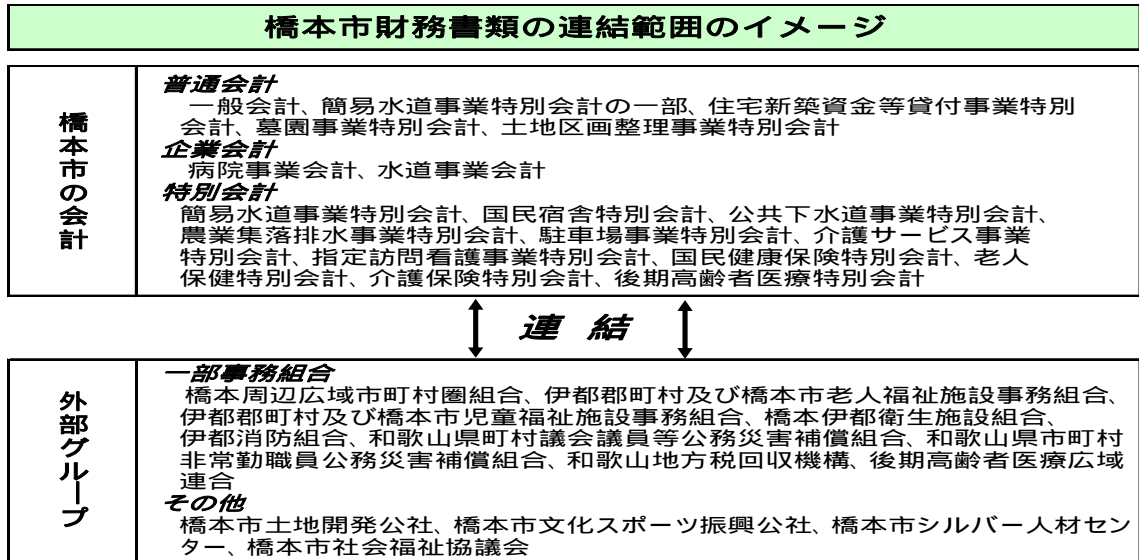 橋本市財務書類の連結範囲のイメージ
橋本市の会計
普通会計
一般会計、簡易水道事業特別会計の一部、住宅新築資金等貸付事業特別
会計、墓園事業特別会計、土地区画整理事業特別会計
企業会計
病院事業会計、水道事業会計
特別会計
簡易水道事業特別会計、国民宿舎特別会計、公共下水道事業特別会計、
農業集落排水事業特別会計、駐車場事業特別会計、介護サービス事業
特別会計、指定訪問看護事業特別会計、国民健康保険特別会計、老人
保健特別会計、介護保険特別会計、後期高齢者医療特別会計
連 結
外部グループ
一部事務組合
橋本周辺広域市町村圏組合、伊都郡町村及び橋本市老人福祉施設事務組合、
伊都郡町村及び橋本市児童福祉施設事務組合、橋本伊都衛生施設組合、
伊都消防組合、和歌山県町村議会議員等公務災害補償組合、和歌山県市町村
非常勤職員公務災害補償組合、和歌山地方税回収機構、後期高齢者医療広域
連合
その他
橋本市土地開発公社、橋本市文化スポーツ振興公社、橋本市シルバー人材セン
ター、橋本市社会福祉協議会